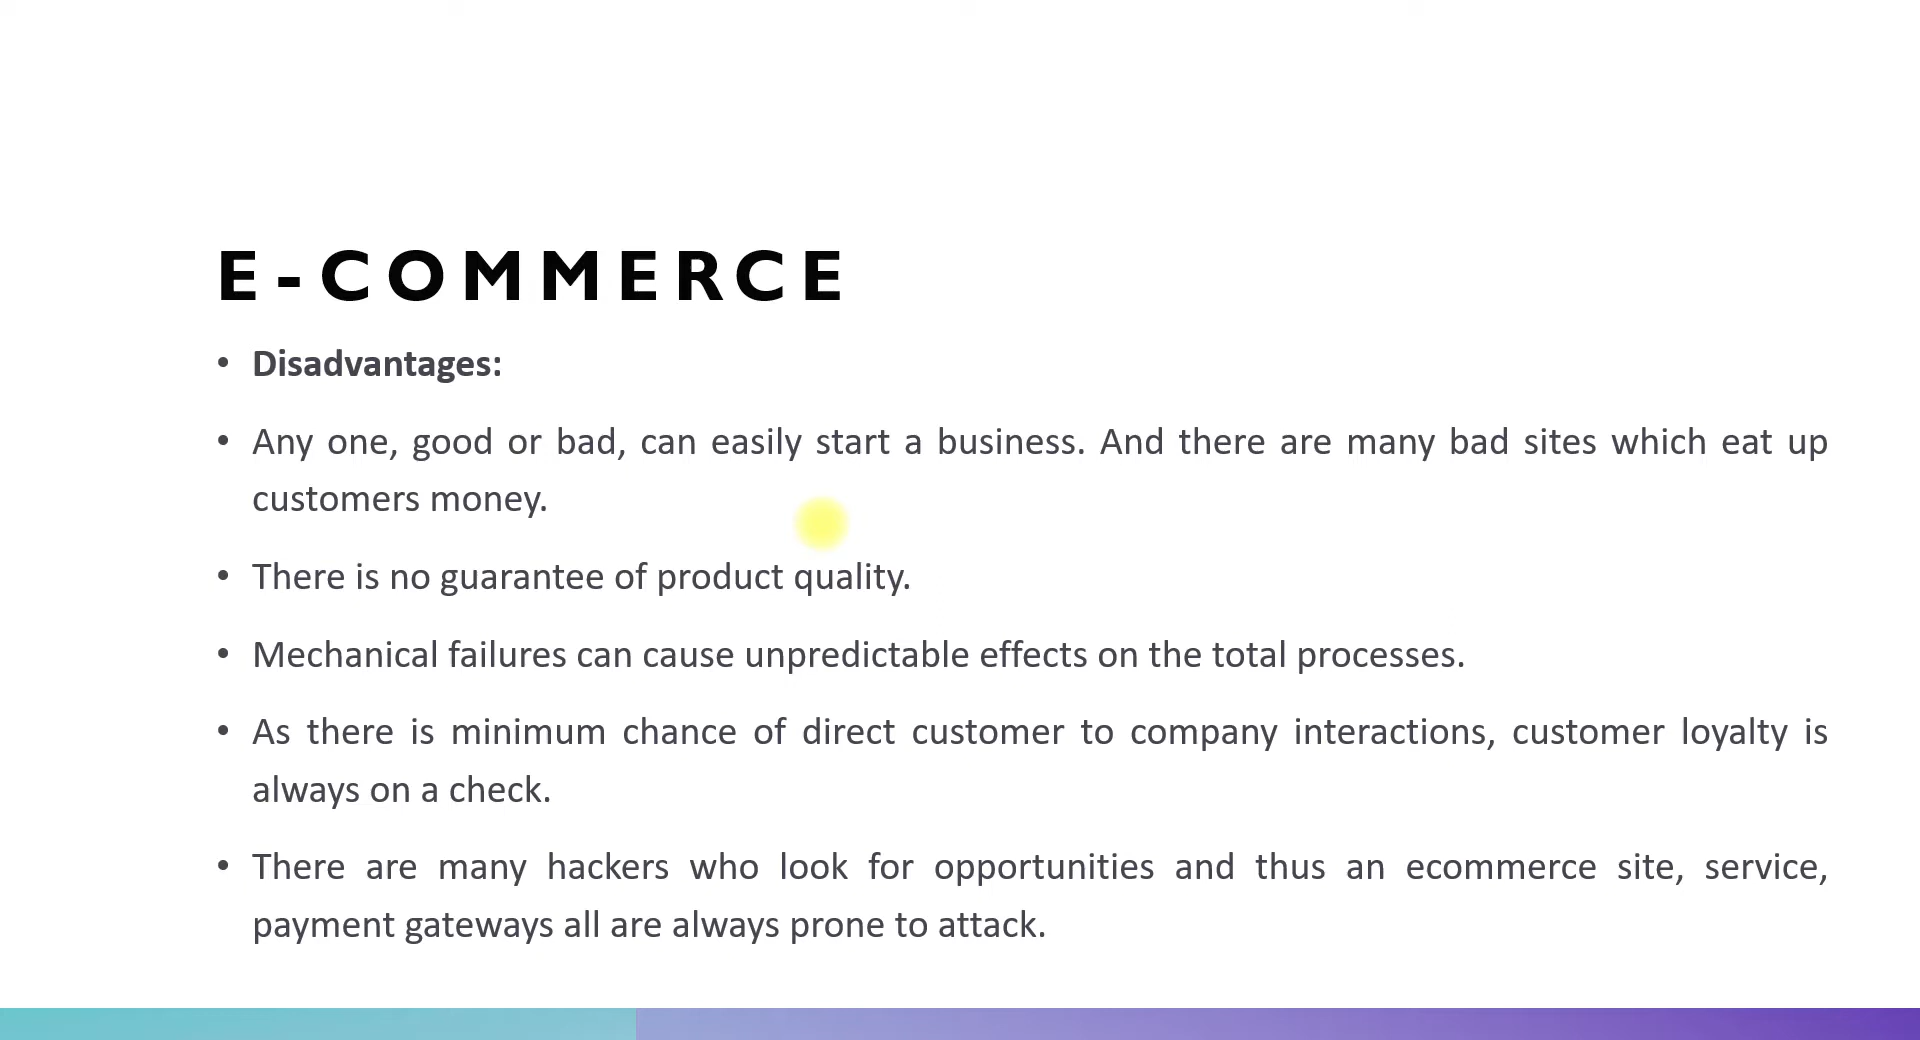 E-COMMERCE
• Disadvantages:
• Any one, good or bad, can easily start a business. And there are many bad sites which eat up
customers money.
• There is no guarantee of product quality.
• Mechanical failures can cause unpredictable effects on the total processes.
• As there is minimum chance of direct customer to company interactions, customer loyalty is
always on a check.
• There are many hackers who look for opportunities and thus an ecommerce site, service,
payment gateways all are always prone to attack.